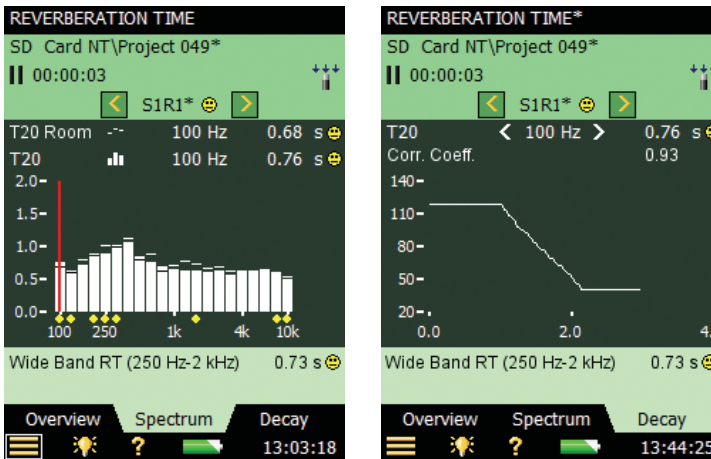 REVERBERATION TIME
SD Card NT\Project 049*
00:00:03
S1R1*
T20 Room 100 Hz 0.68 s
T20 100 Hz 0.76 s
2.0
1.5
1.0
0.5
0.0
100 250 1k 4k 10k
Wide Band RT (250 Hz-2 kHz) 0.73 s
Overview Spectrum Decay
? 13:03:18
REVERBERATION TIME*
SD Card NT\Project 049*
00:00:03
S1R1*
T20 < 100 Hz > 0.76 s
Corr. Coeff. 0.93
140
110
80
50
20
0.0 2.0 4.
Wide Band RT (250 Hz-2 kHz) 0.73 s
Overview Spectrum Decay
? 13:44:25